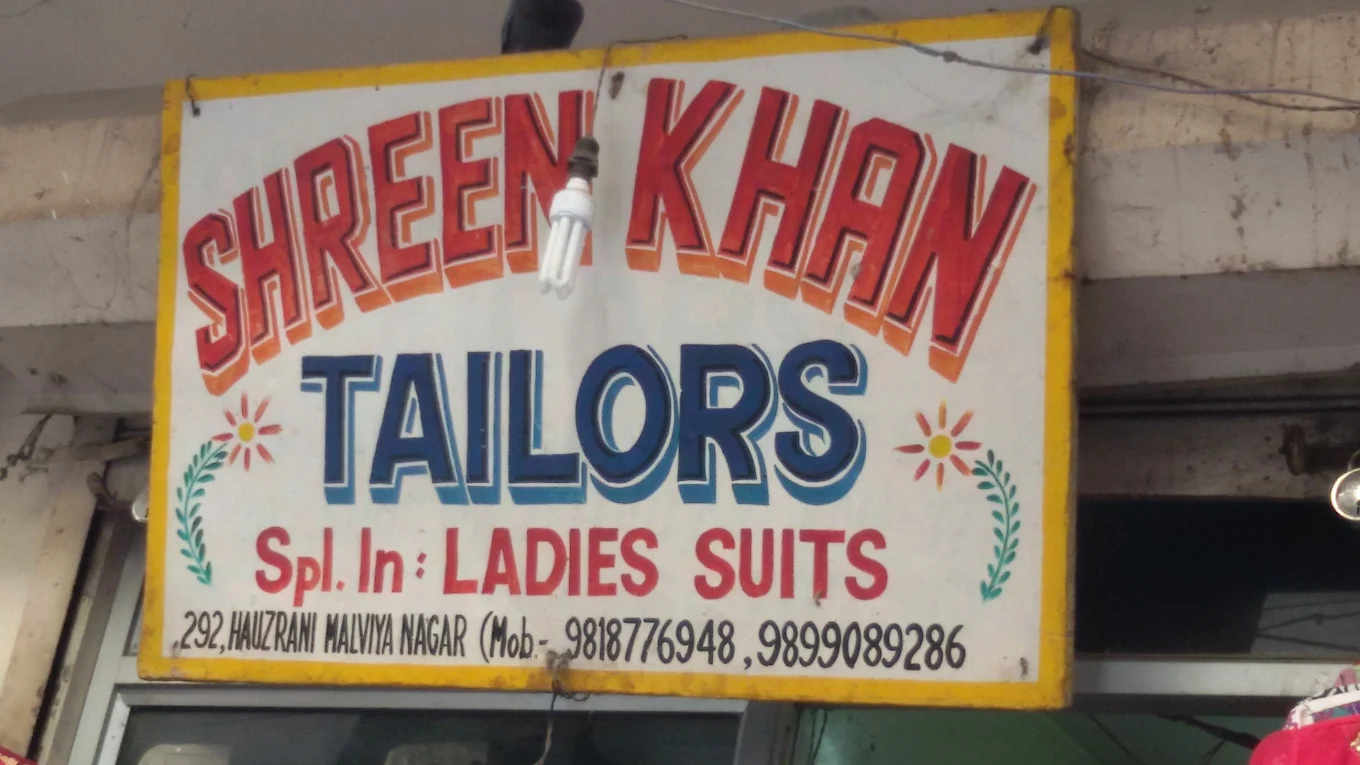 SHREEN KHAN
TAILORS
Spl. In : LADIES SUITS
292, HAUZRANI MALVIYA NAGAR (Mob.- 9818776948 , 9899089286